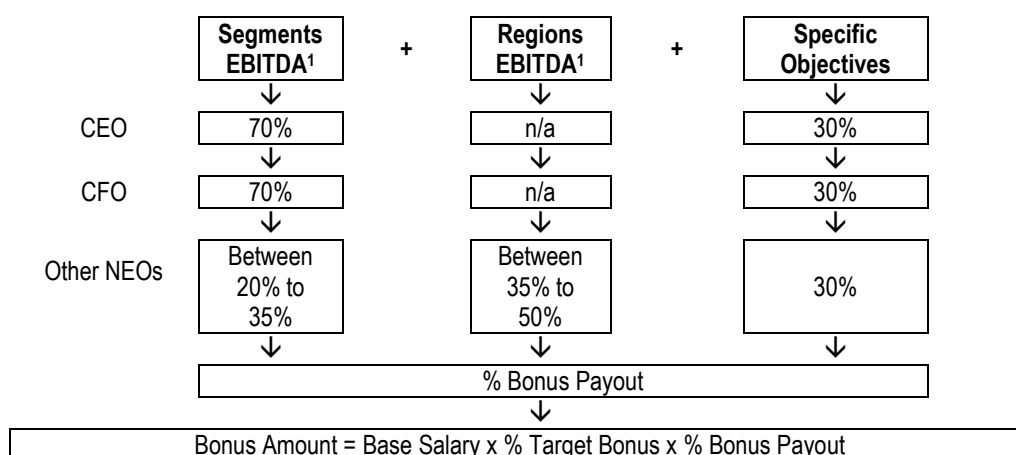 Segments + Regions + Specific
EBITDA¹ EBITDA¹ Objectives
↓ ↓ ↓
CEO 70% n/a 30%
↓ ↓ ↓
CFO 70% n/a 30%
↓ ↓ ↓
Other NEOs
Between
20% to
35%
Between
35% to
50%
30%
↓ ↓ ↓
% Bonus Payout
↓
Bonus Amount = Base Salary x % Target Bonus x % Bonus Payout